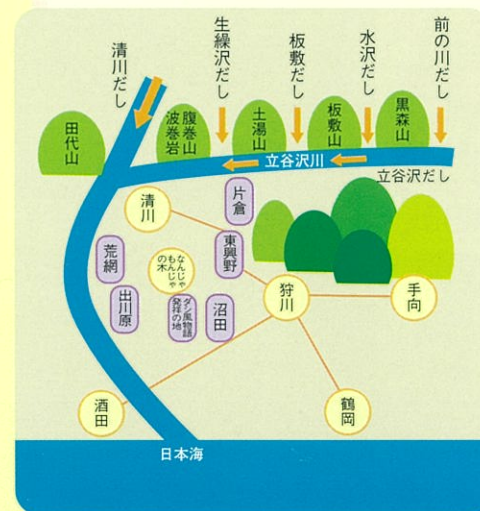 清川だし
生繰沢だし
板敷だし
水沢だし
前の川だし
田代山
腹巻山
波巻岩
土湯山
板敷山
黒森山
立谷沢川
立谷沢だし
片倉
清川
東興野
荒網
なんじゃ
もんじゃ
の木
出川原
ダシ風物語
発祥の地
沼田
狩川
手向
酒田
鶴岡
日本海